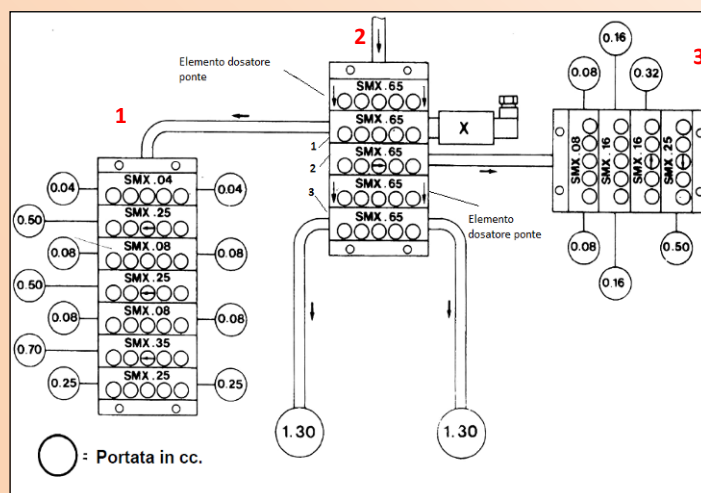 2
0.16
3
Elemento dosatore
ponte
SMX.65
0.08
0.32
1
SMX.65
X
1
SMX.65
2
SMX.04
0.04
0.04
SMX.08
SMX.16
SMX.16
SMX.25
SMX.65
3
Elemento
dosatore ponte
0.50
SMX.25
SMX.65
SMX.08
0.08
0.08
0.08
0.50
0.50
SMX.25
0.16
0.08
SMX.08
0.08
0.70
SMX.35
0.25
SMX.25
0.25
1.30
1.30
= Portata in cc.